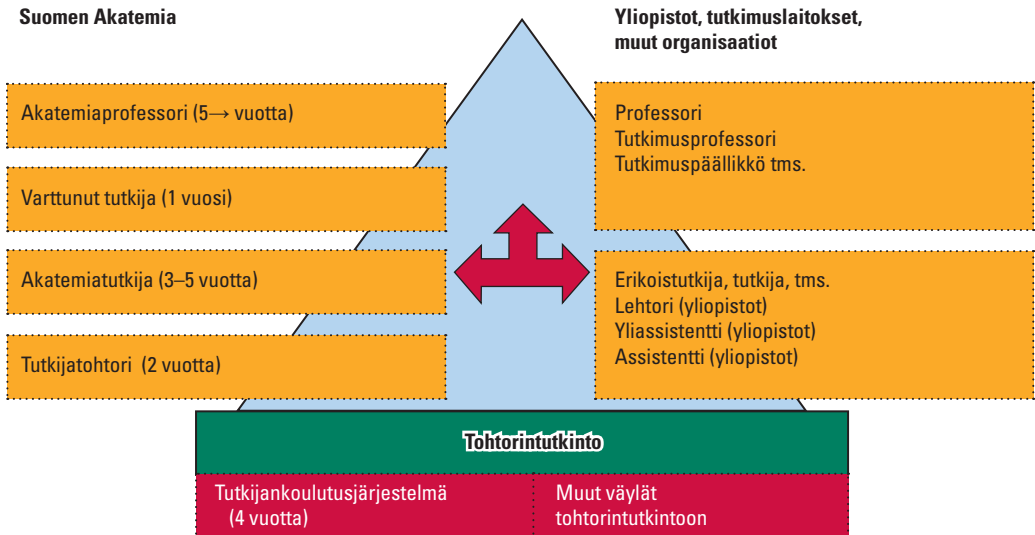 Suomen Akatemia
Akatemiaprofessori (5→ vuotta)
Varttunut tutkija (1 vuosi)
Akatemiatutkija (3–5 vuotta)
Tutkijatohtori (2 vuotta)
Yliopistot, tutkimuslaitokset,
muut organisaatiot
Professori
Tutkimusprofessori
Tutkimuspäällikkö tms.
Erikoistutkija, tutkija, tms.
Lehtori (yliopistot)
Yliassistentti (yliopistot)
Assistentti (yliopistot)
Tohtorintutkinto
Tutkijankoulutusjärjestelmä
(4 vuotta)
Muut väylät
tohtorintutkintoon